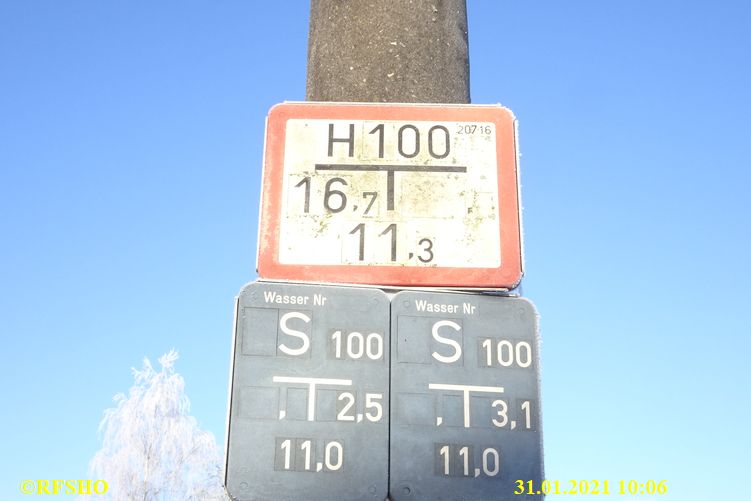 H 100 20716
16,7
11,3
Wasser Nr
S 100
, 2,5
11,0
Wasser Nr
S 100
, 3,1
11,0
©RFSHO
31.01.2021 10:06